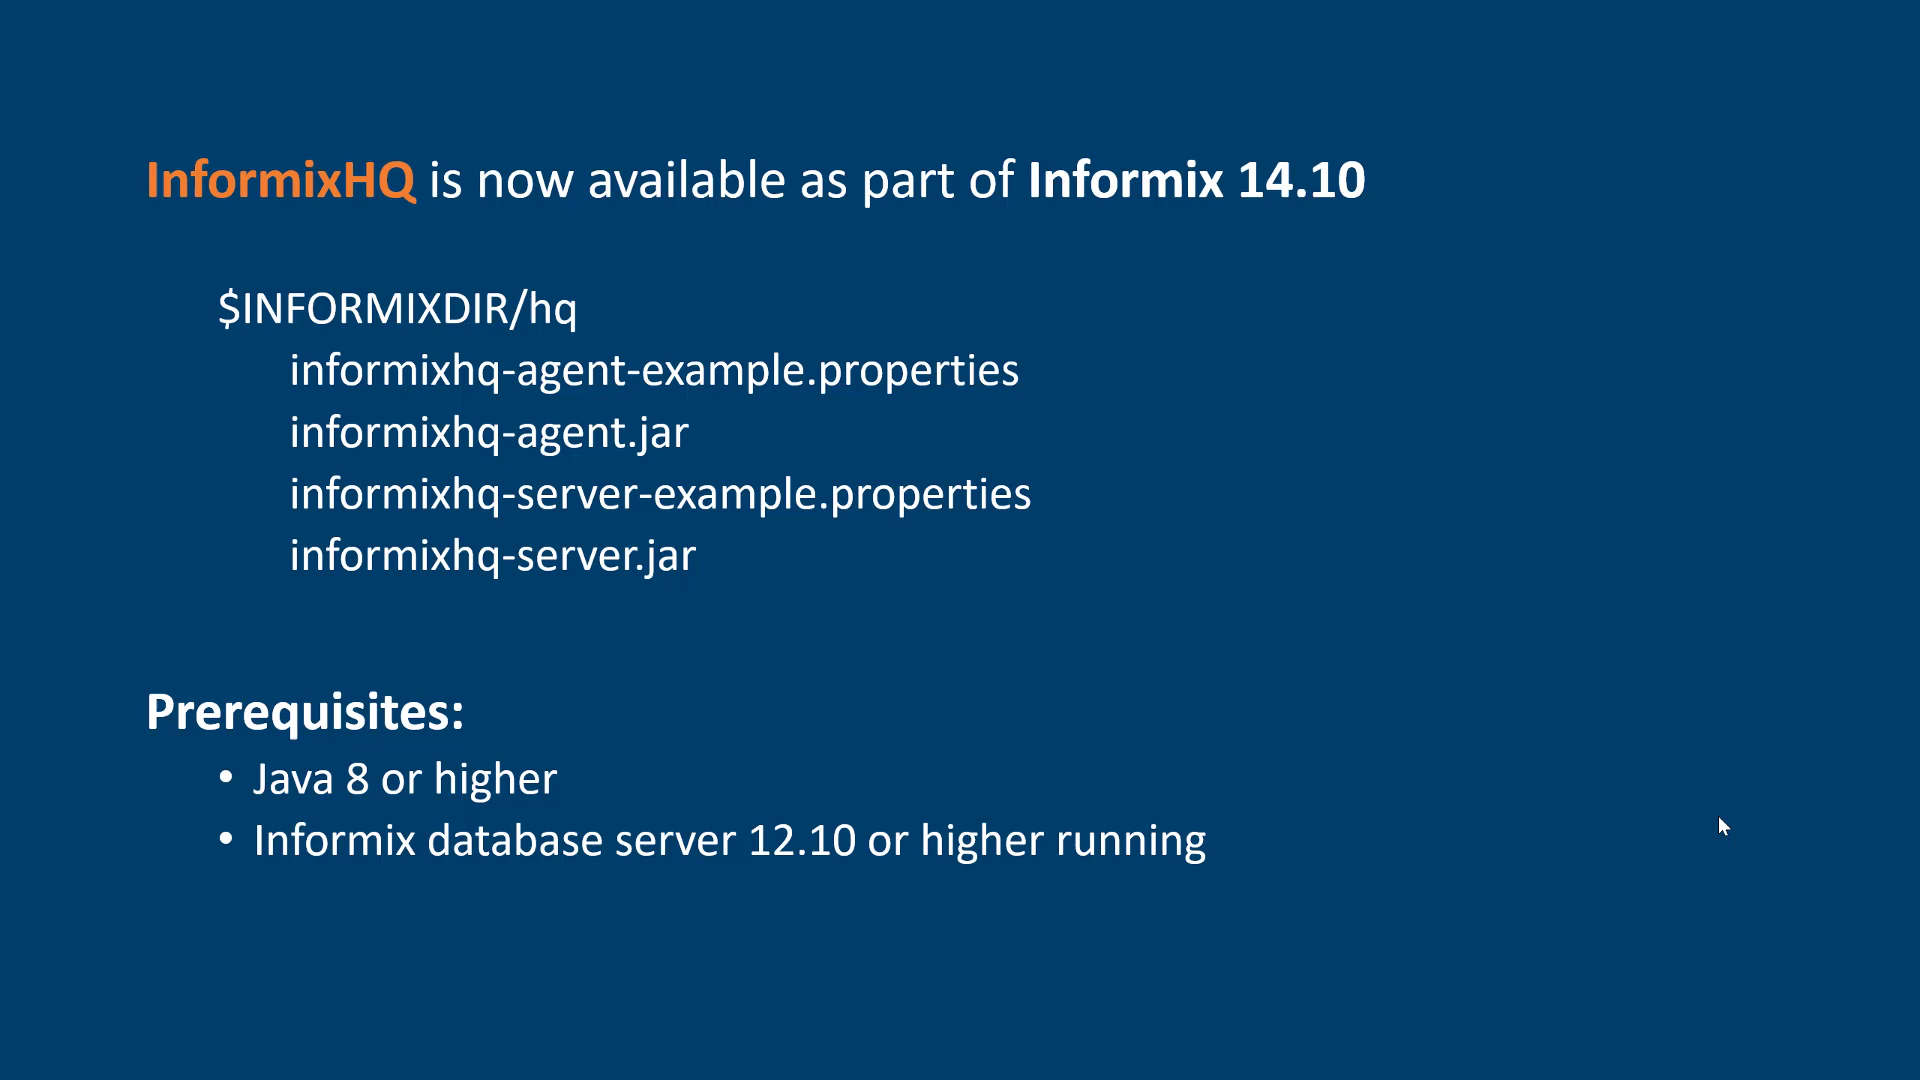 InformixHQ is now available as part of Informix 14.10
$INFORMIXDIR/hq
informixhq-agent-example.properties
informixhq-agent.jar
informixhq-server-example.properties
informixhq-server.jar
Prerequisites:
• Java 8 or higher
• Informix database server 12.10 or higher running